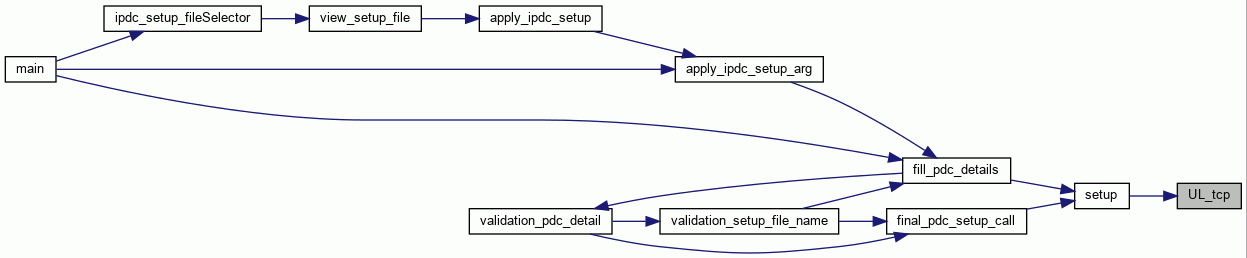 ipdc_setup_fileSelector
view_setup_file
apply_ipdc_setup
main
apply_ipdc_setup_arg
fill_pdc_details
setup
UL_tcp
validation_pdc_detail
validation_setup_file_name
final_pdc_setup_call